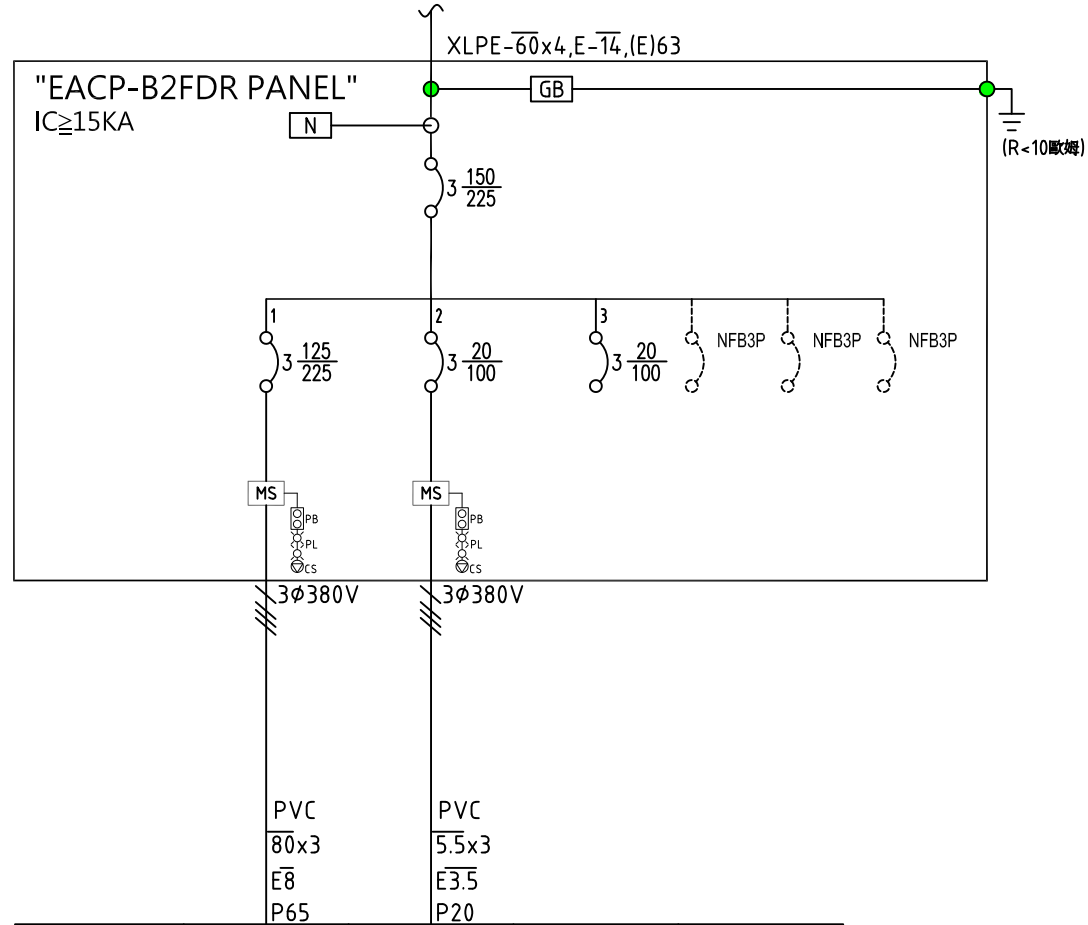 XLPE-60x4,E-14,(E)63
"EACP-B2FDR PANEL"
IC≧15KA
GB
N
(R<10歐姆)
3 150
225
1
2
3
3 125
225
3 20
100
3 20
100
NFB3P
NFB3P
NFB3P
MS
MS
PB
PB
PL
PL
CS
CS
3φ380V
3φ380V
PVC
PVC
80x3
5.5x3
E8
E3.5
P65
P20